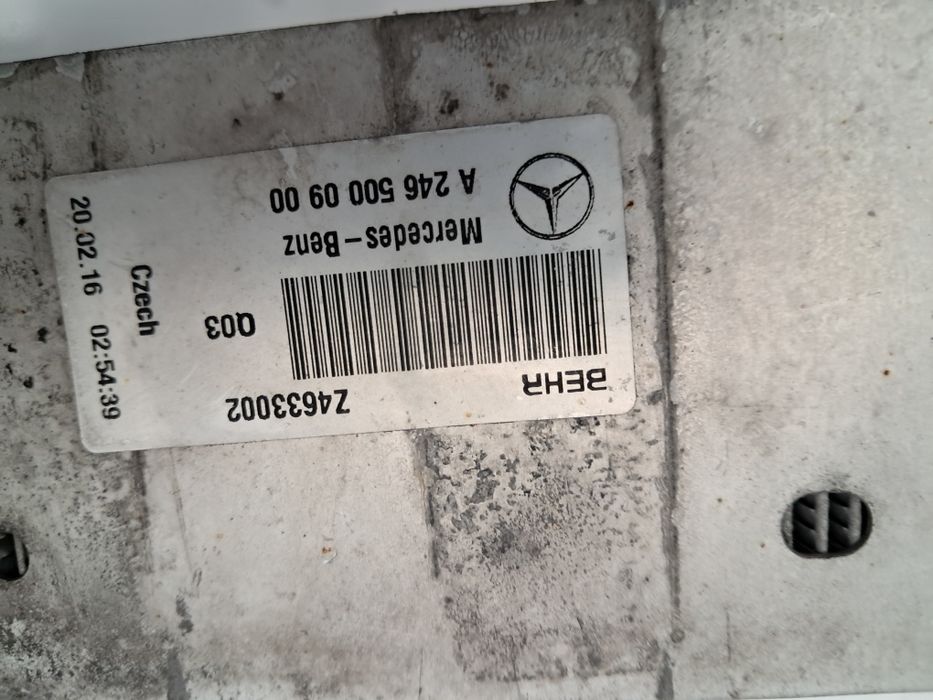 BEHR
Z4633002
Q03
Mercedes-Benz
A 246 500 09 00
Czech
20.02.16 02:54:39